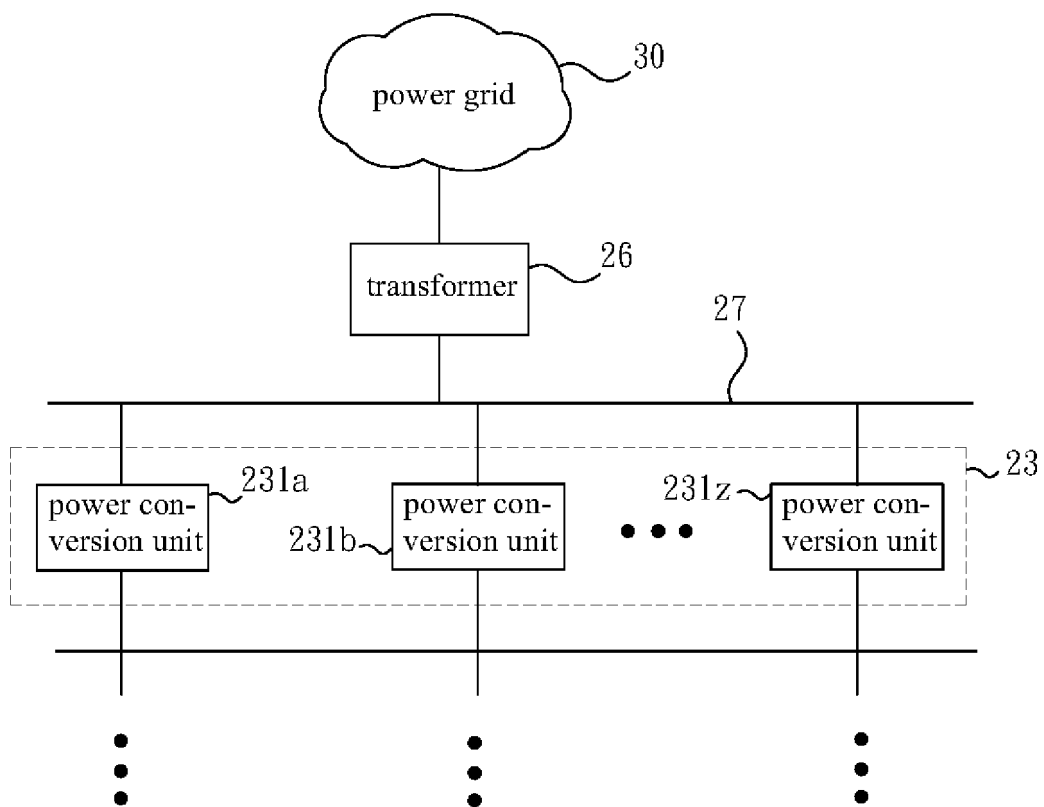 30
power grid
26
transformer
27
23
231a
power con-
version unit
231b
power con-
version unit
231z
power con-
version unit